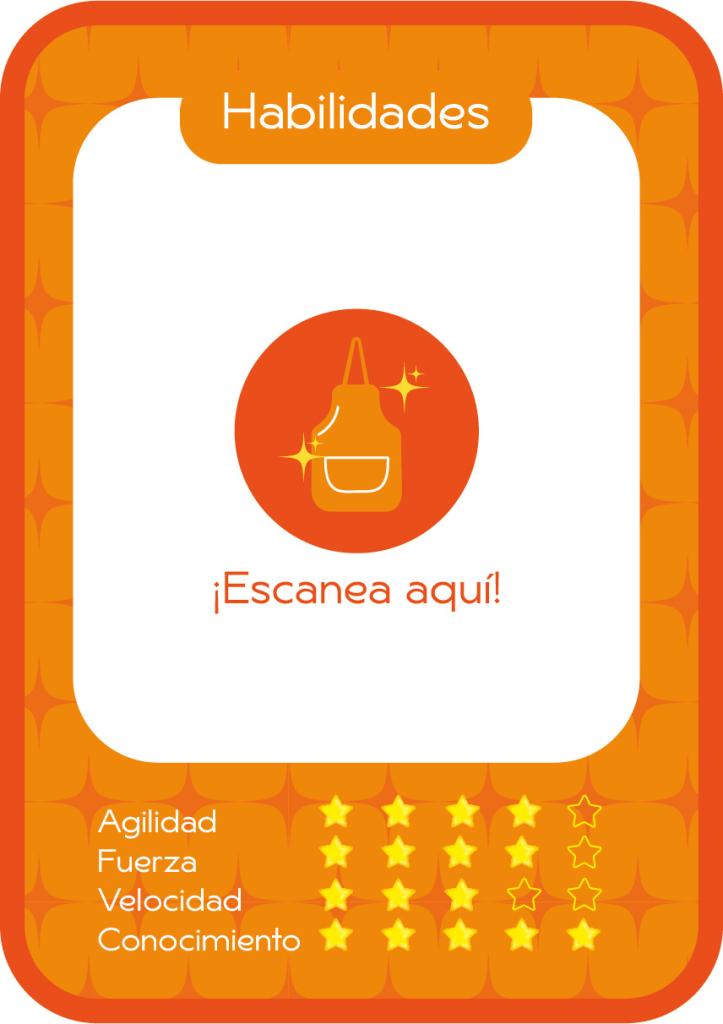 Habilidades
¡Escanea aquí!
Agilidad
Fuerza
Velocidad
Conocimiento